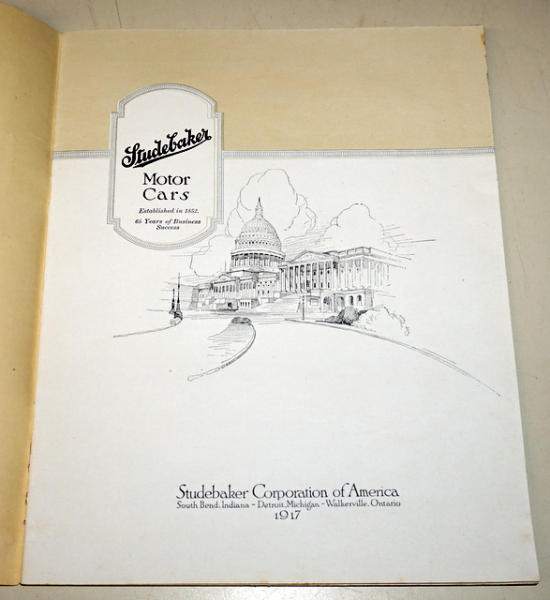 Studebaker
Motor
Cars
Established in 1852.
65 Years of Business
Success
Studebaker Corporation of America
South Bend, Indiana - Detroit, Michigan - Walkerville, Ontario
1917